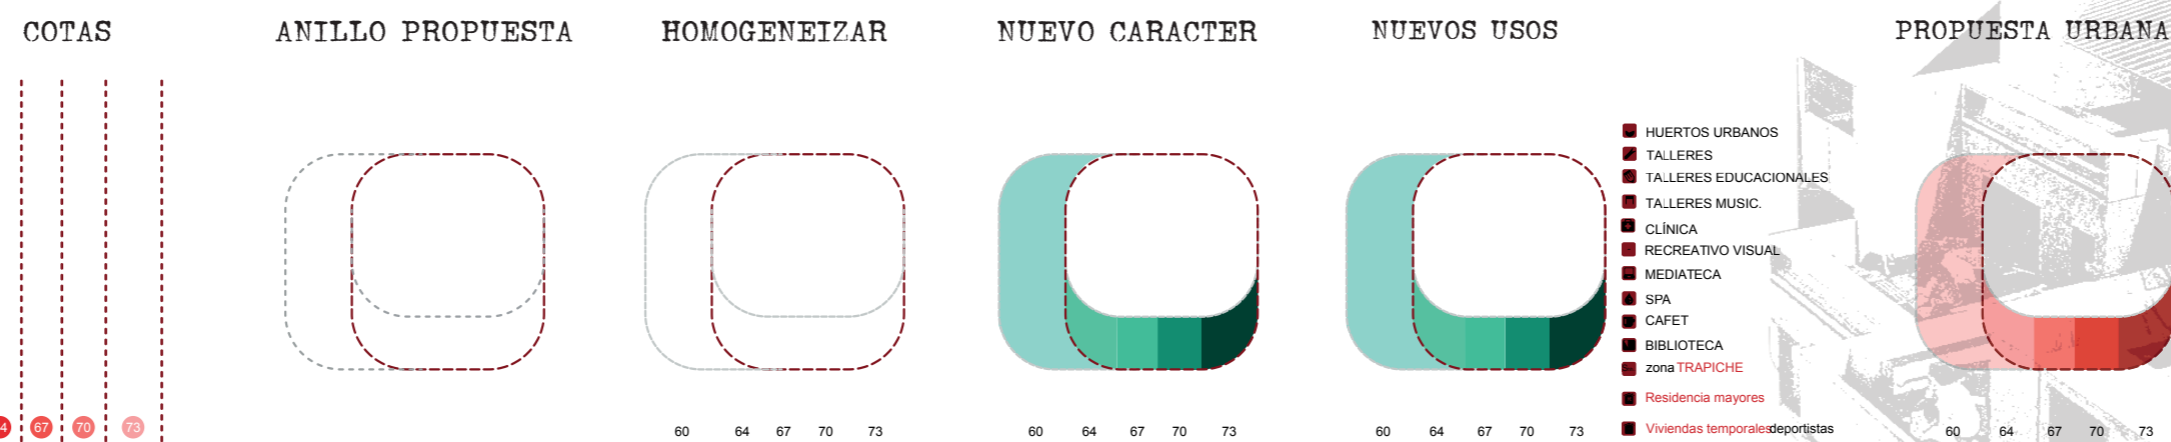 COTAS
ANILLO PROPUESTA
HOMOGENEIZAR
NUEVO CARACTER
NUEVOS USOS
PROPUESTA URBANA
HUERTOS URBANOS
TALLERES
TALLERES EDUCACIONALES
TALLERES MUSIC.
CLÍNICA
RECREATIVO VISUAL
MEDIATECA
SPA
CAFET
BIBLIOTECA
zona TRAPICHE
Residencia mayores
Viviendas temporales deportistas
67 70 73
60 64 67 70 73
60 64 67 70 73
60 64 67 70 73
60 64 67 70 73